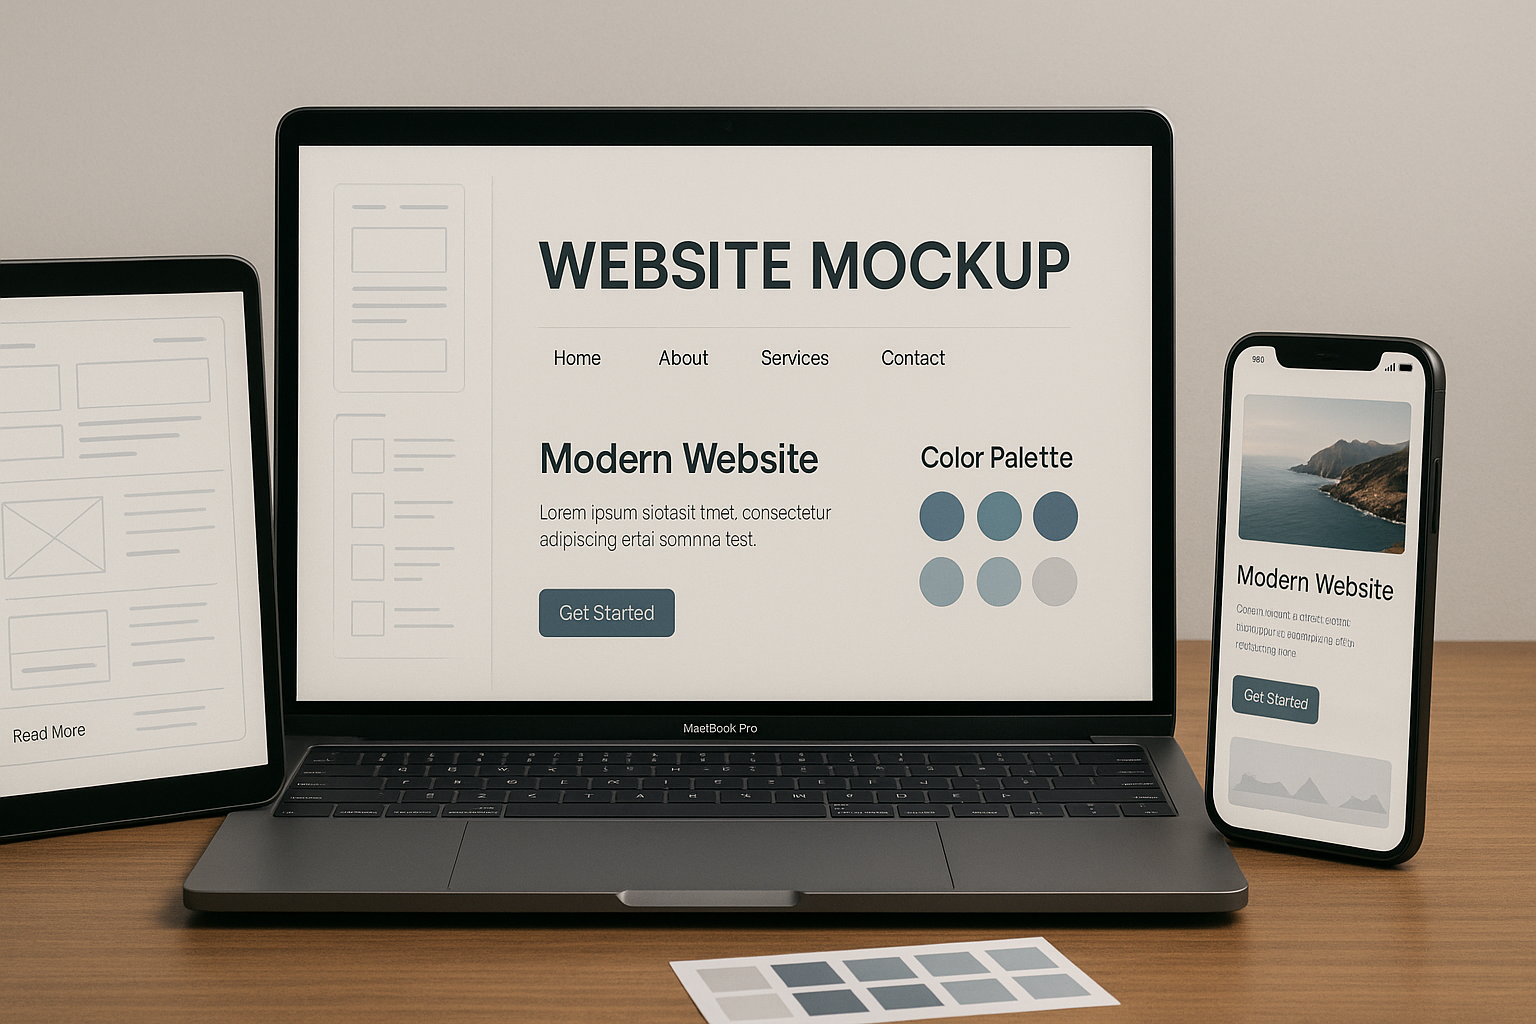 WEBSITE MOCKUP
Home About Services Contact
Modern Website
Lorem ipsum siotasit tmet, consectetur
adipiscing ertai somnna test.
Get Started
Color Palette
MaetBook Pro
Read More
980
Modern Website
Get Started